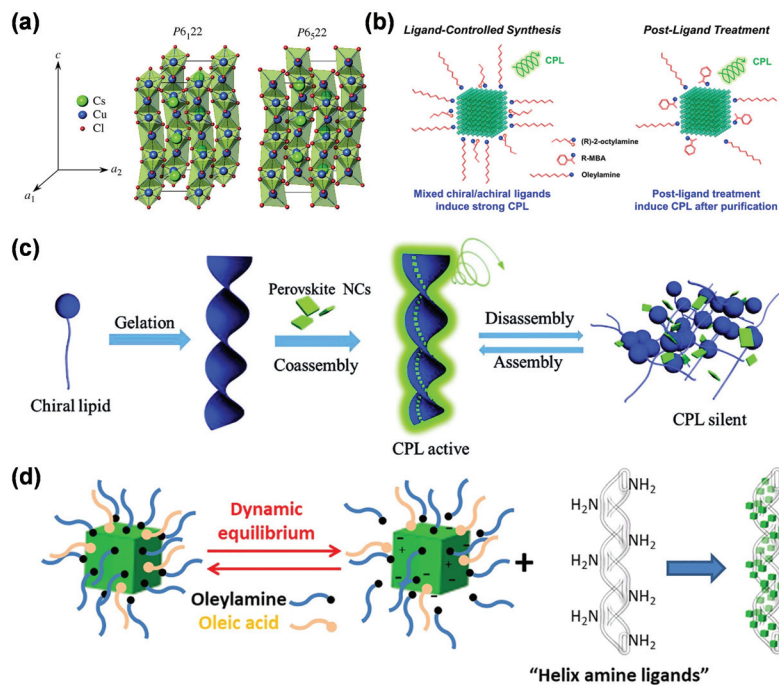 (a)
P6₁22
P6₅22
c
a₂
a₁
Cs
Cu
Cl
(b)
Ligand-Controlled Synthesis
Post-Ligand Treatment
CPL
CPL
(R)-2-octylamine
R-MBA
Oleylamine
Mixed chiral/achiral ligands
induce strong CPL
Post-ligand treatment
induce CPL after purification
(c)
Chiral lipid
Gelation
Perovskite NCs
Coassembly
CPL active
Disassembly
Assembly
CPL silent
(d)
Dynamic
equilibrium
Oleylamine
Oleic acid
+
-
+
-
-
-
+
-
+
-
NH₂
H₂N
NH₂
H₂N
NH₂
H₂N
NH₂
"Helix amine ligands"